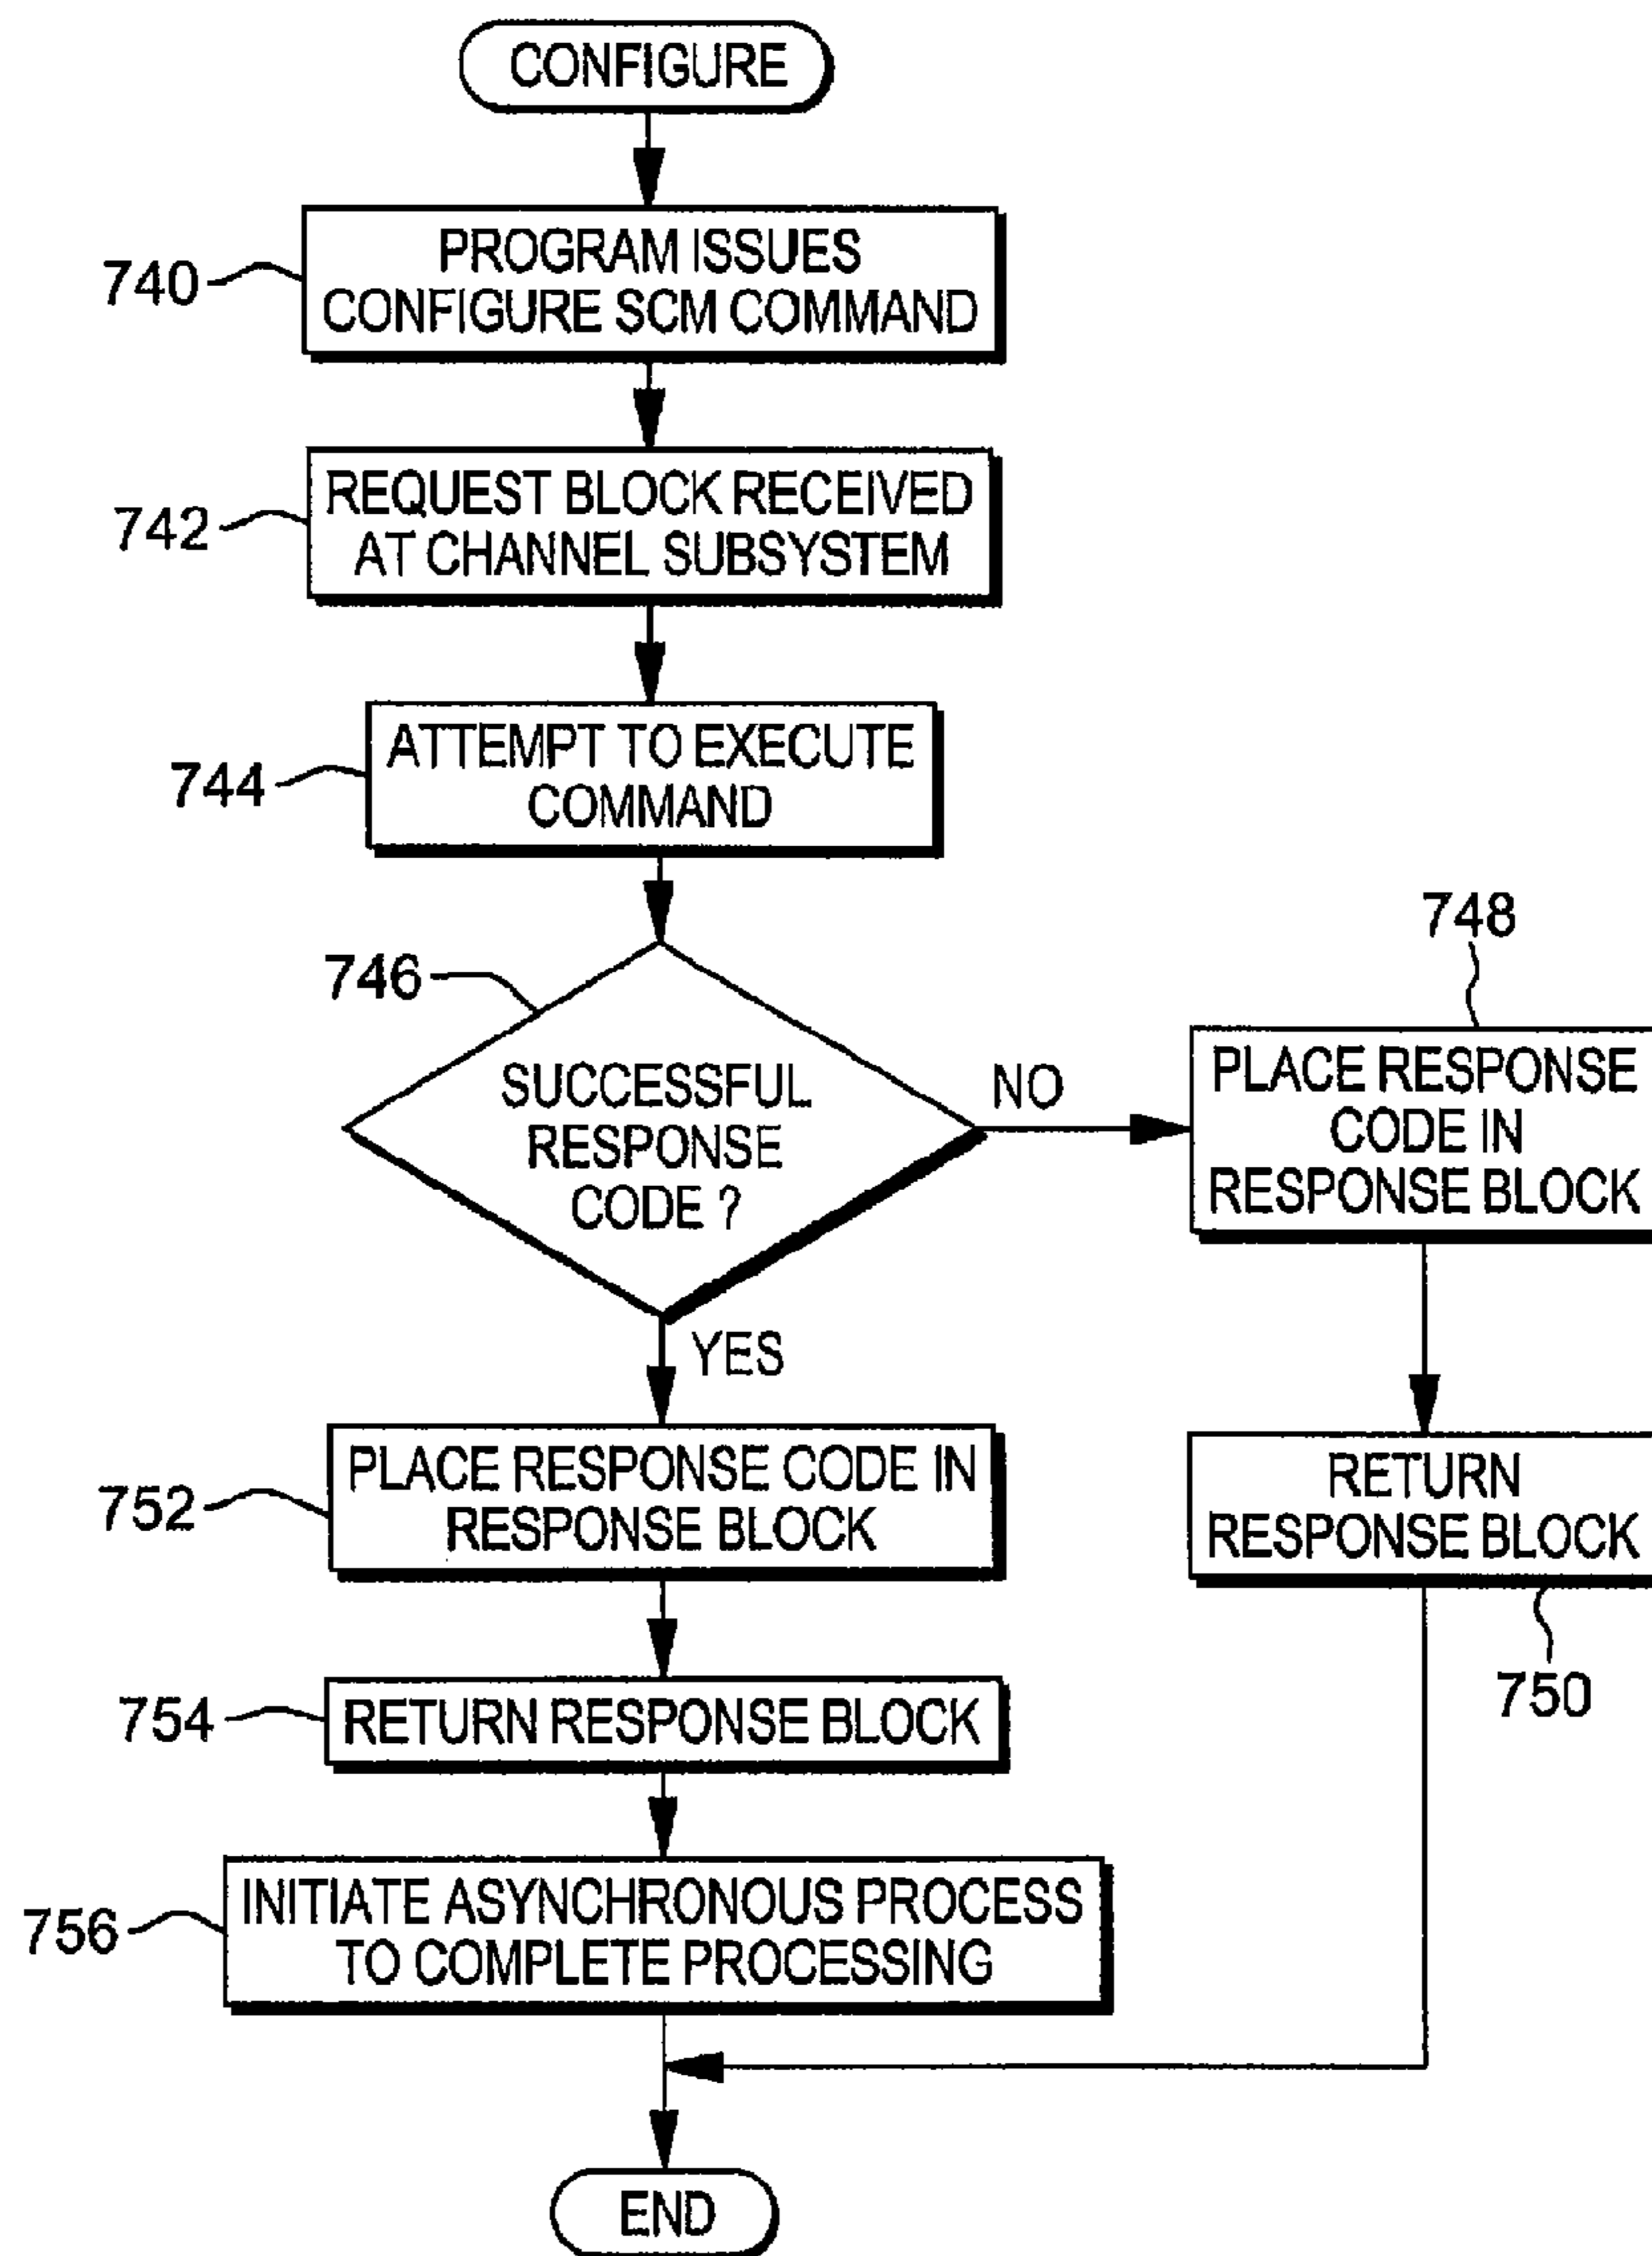 CONFIGURE
740
PROGRAM ISSUES
CONFIGURE SCM COMMAND
742
REQUEST BLOCK RECEIVED
AT CHANNEL SUBSYSTEM
744
ATTEMPT TO EXECUTE
COMMAND
746
SUCCESSFUL
RESPONSE
CODE ?
NO
748
PLACE RESPONSE
CODE IN
RESPONSE BLOCK
YES
752
PLACE RESPONSE CODE IN
RESPONSE BLOCK
RETURN
RESPONSE BLOCK
750
754
RETURN RESPONSE BLOCK
756
INITIATE ASYNCHRONOUS PROCESS
TO COMPLETE PROCESSING
END